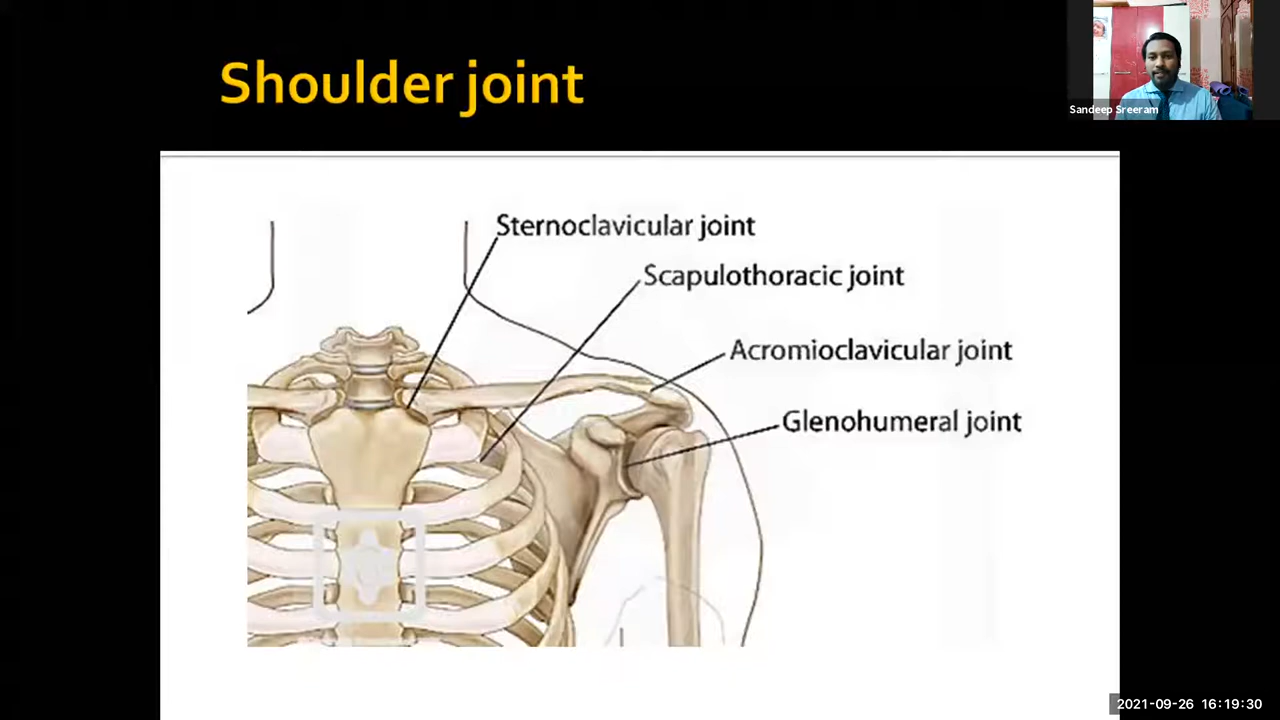 Shoulder joint
Sandeep Sreeram
Sternoclavicular joint
Scapulothoracic joint
Acromioclavicular joint
Glenohumeral joint
2021-09-26 16:19:30